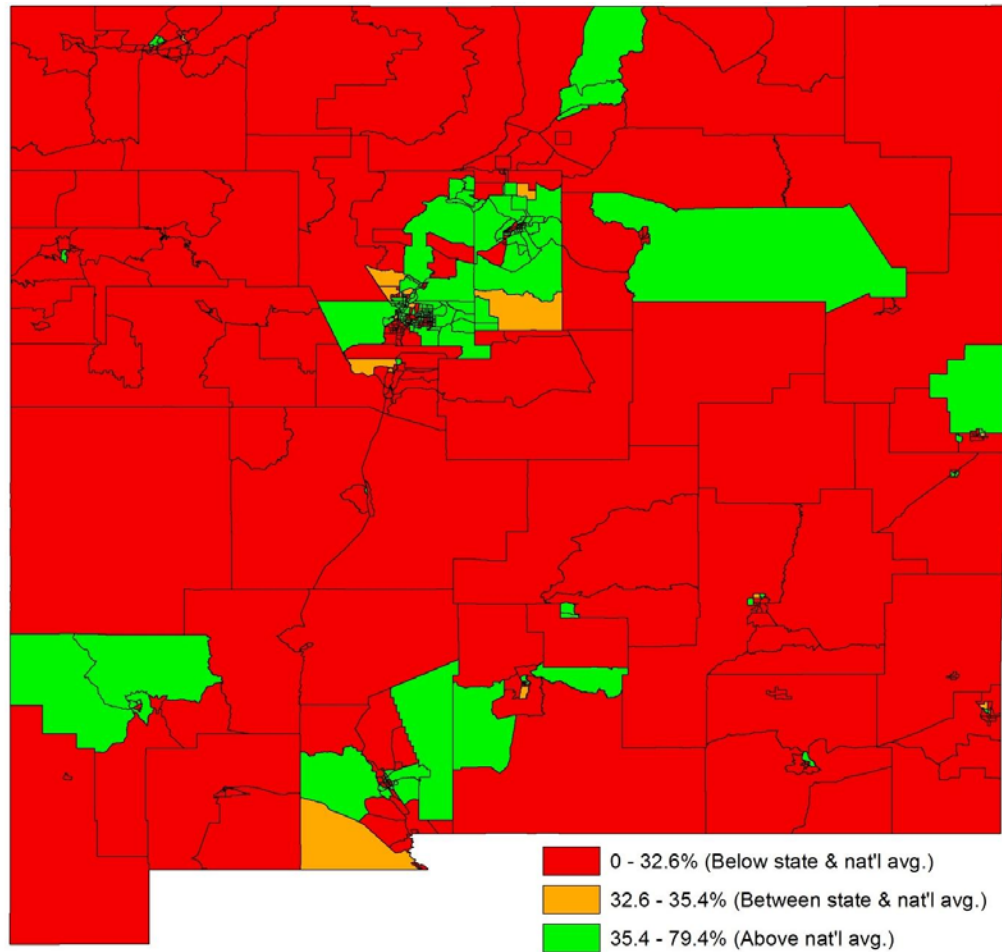 0 - 32.6% (Below state & nat'l avg.)
32.6 - 35.4% (Between state & nat'l avg.)
35.4 - 79.4% (Above nat'l avg.)